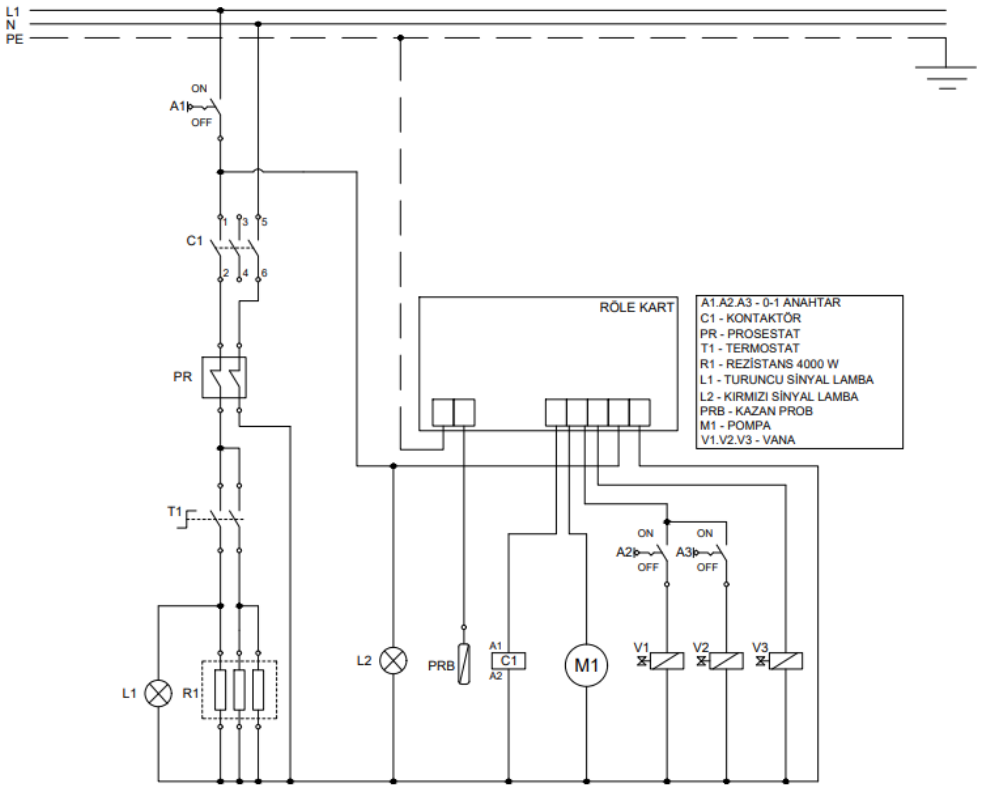 L1
N
PE
ON
A1
OFF
1 3 5
C1
2 4 6
PR
T1
L1
R1
L2
PRB
RÖLE KART
A1
C1
A2
M1
ON
A2
OFF
ON
A3
OFF
V1
V2
V3
A1.A2.A3 - 0-1 ANAHTAR
C1 - KONTAKTÖR
PR - PROSESTAT
T1 - TERMOSTAT
R1 - REZİSTANS 4000 W
L1 - TURUNCU SİNYAL LAMBA
L2 - KIRMIZI SİNYAL LAMBA
PRB - KAZAN PROB
M1 - POMPA
V1.V2.V3 - VANA